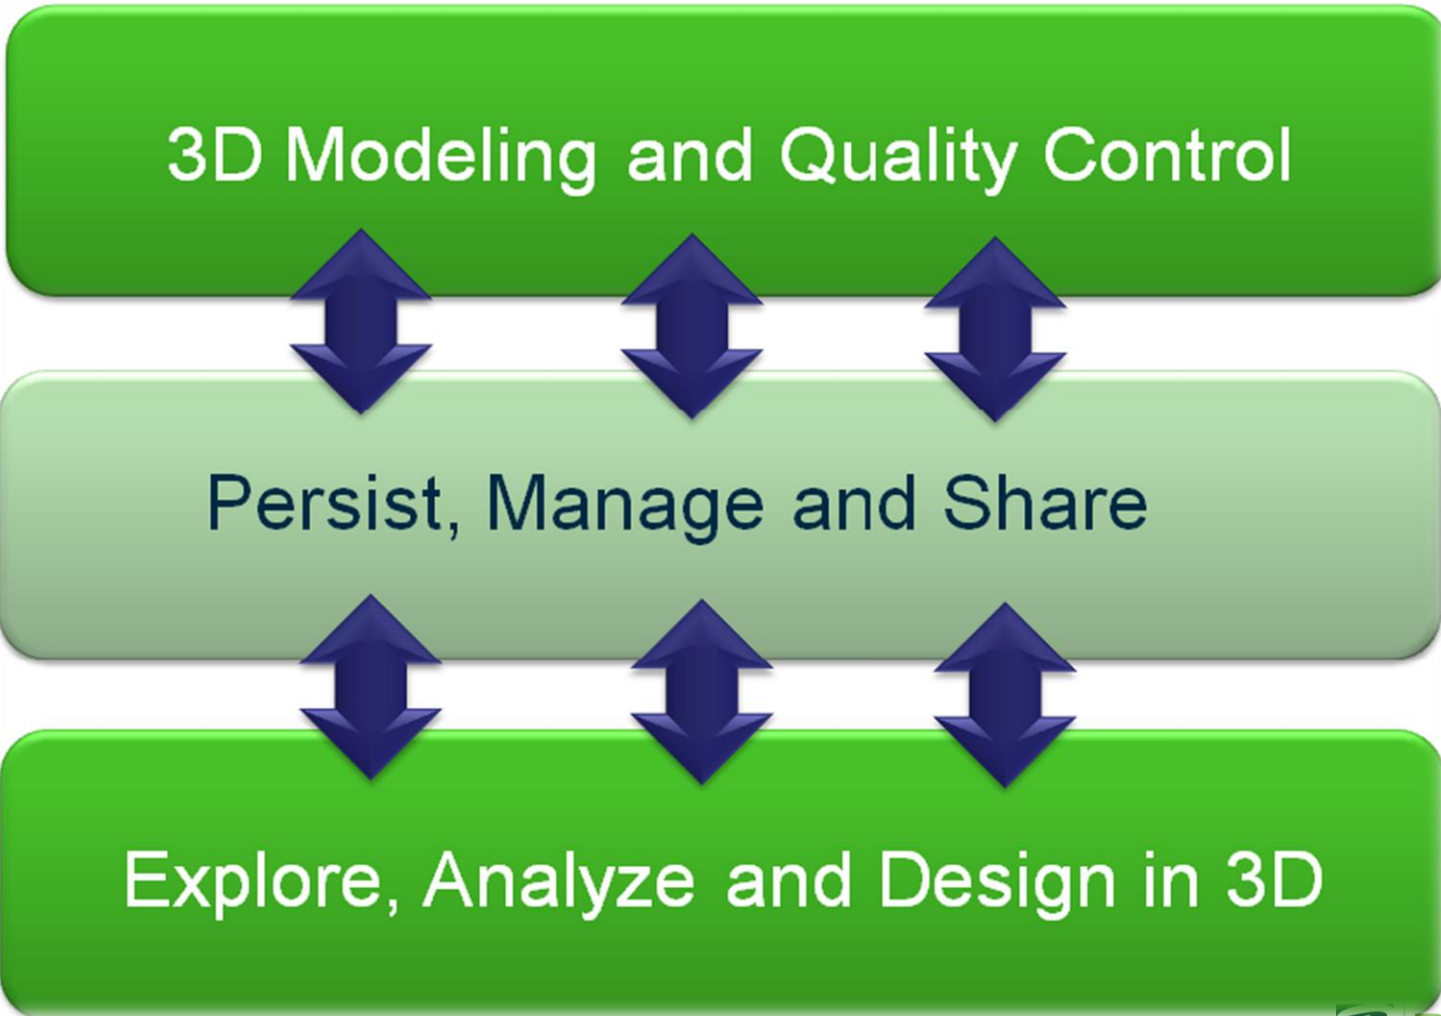 3D Modeling and Quality Control
Persist, Manage and Share
Explore, Analyze and Design in 3D